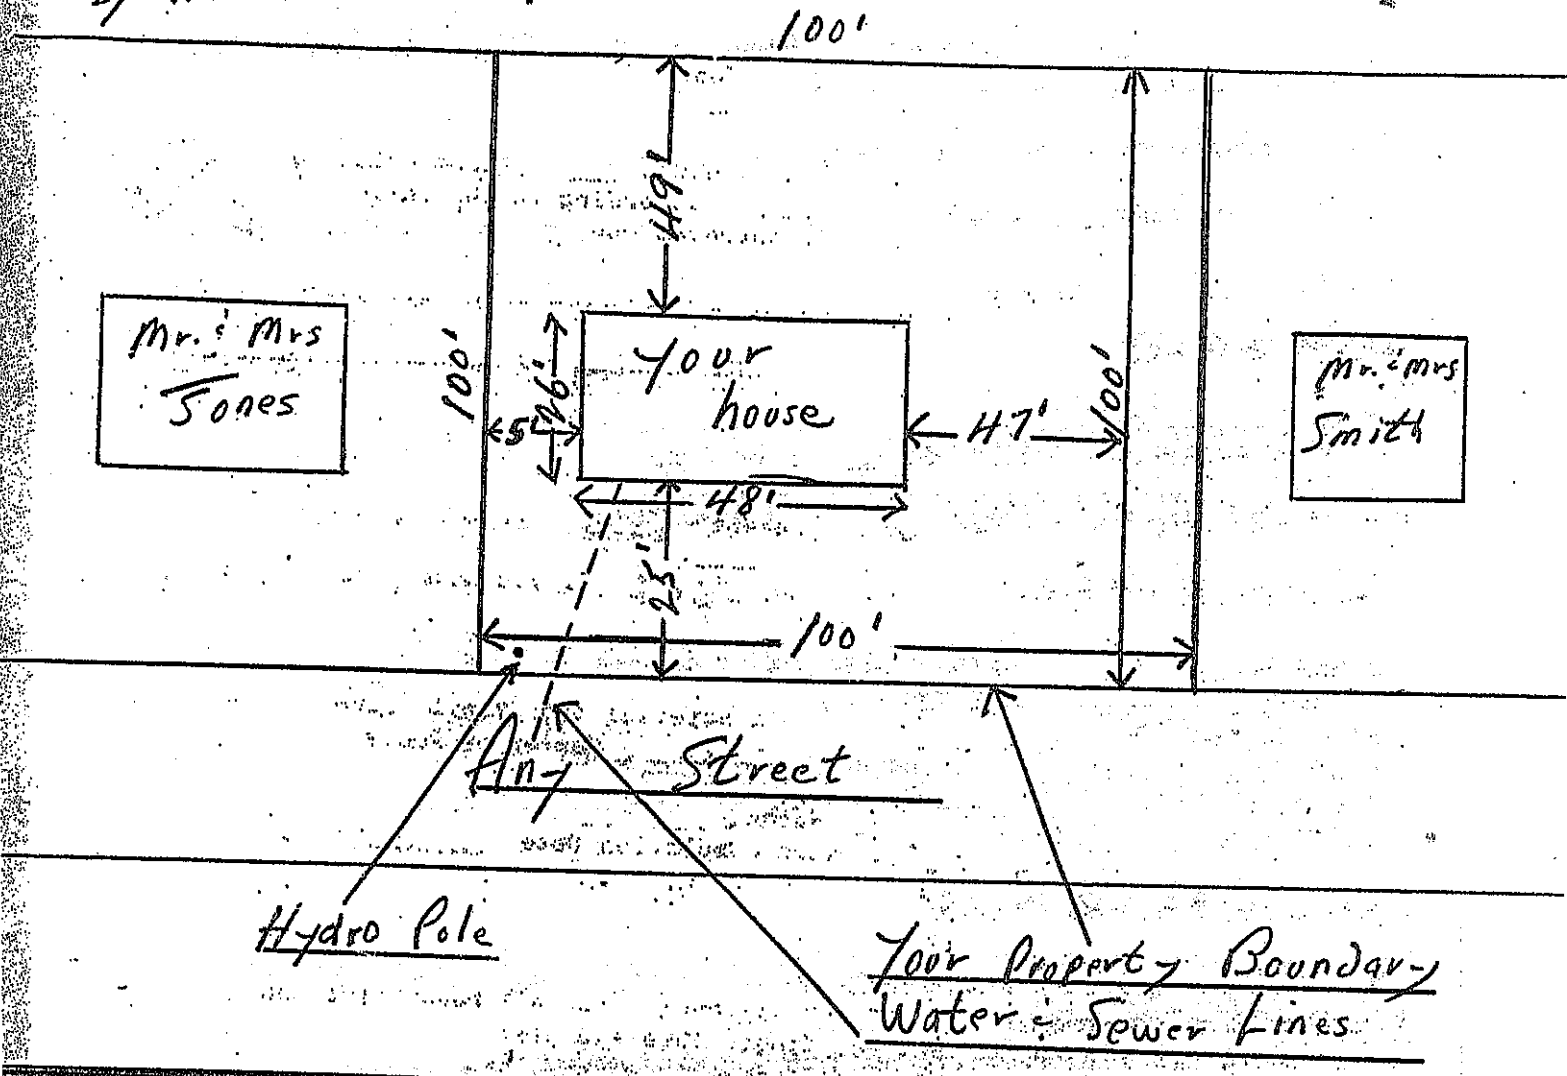 100'
49'
Mr. & Mrs
Jones
100'
5'
26'
Your
house
47'
100'
Mr. & Mrs
Smith
48'
25'
100'
Any Street
Hydro Pole
Your Property Boundary
Water & Sewer Lines